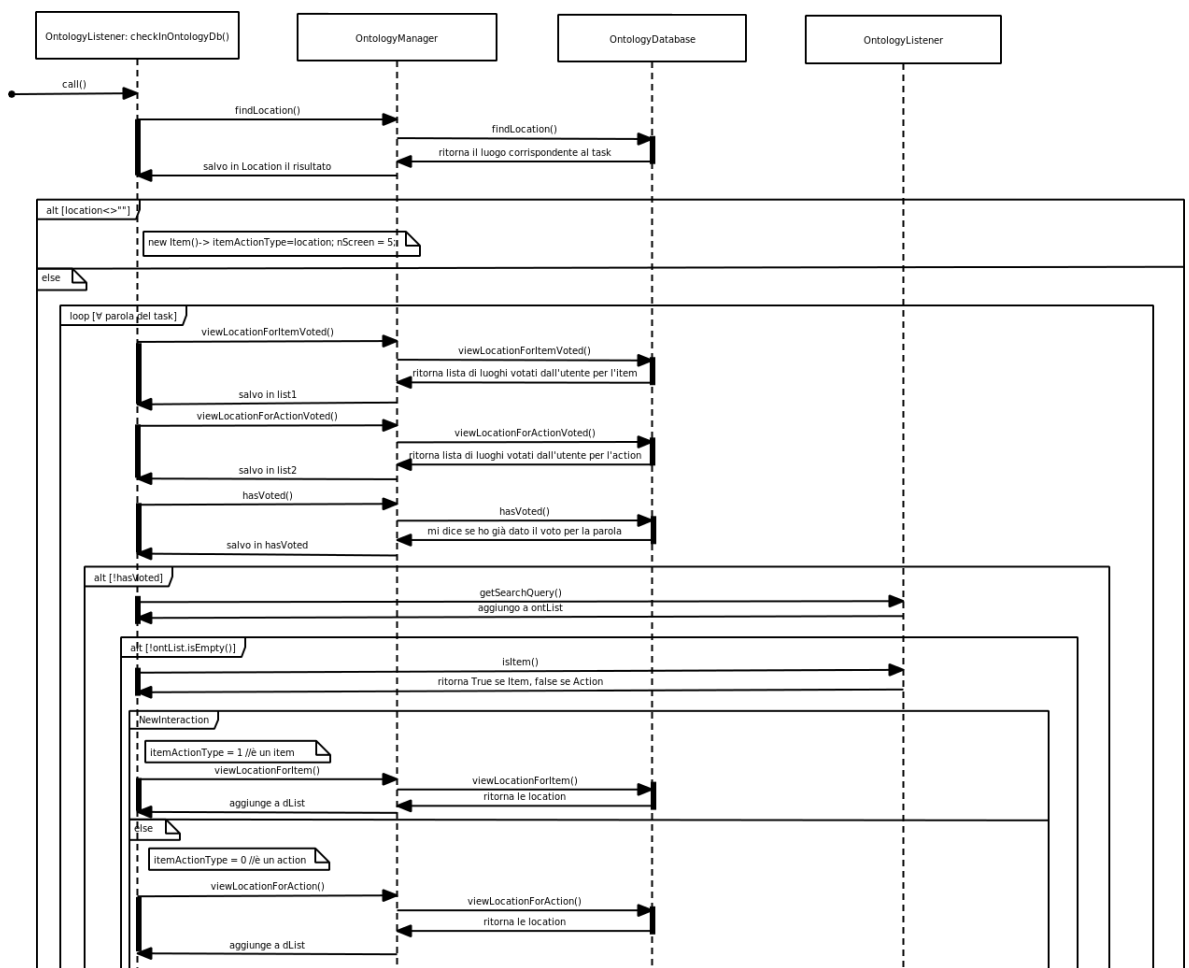 OntologyListener: checkInOntologyDb()
OntologyManager
OntologyDatabase
OntologyListener
call()
findLocation()
findLocation()
ritorna il luogo corrispondente al task
salvo in Location il risultato
alt [location<>""]
new Item()-> itemActionType=location; nScreen = 5;
else
loop [∀ parola del task]
viewLocationForItemVoted()
viewLocationForItemVoted()
ritorna lista di luoghi votati dall'utente per l'item
salvo in list1
viewLocationForActionVoted()
viewLocationForActionVoted()
ritorna lista di luoghi votati dall'utente per l'action
salvo in list2
hasVoted()
hasVoted()
mi dice se ho già dato il voto per la parola
salvo in hasVoted
alt [!hasVoted]
getSearchQuery()
aggiungo a ontList
alt [!ontList.isEmpty()]
isItem()
ritorna True se Item, false se Action
NewInteraction
itemActionType = 1 //è un item
viewLocationForItem()
viewLocationForItem()
ritorna le location
aggiunge a dList
else
itemActionType = 0 //è un action
viewLocationForAction()
viewLocationForAction()
ritorna le location
aggiunge a dList